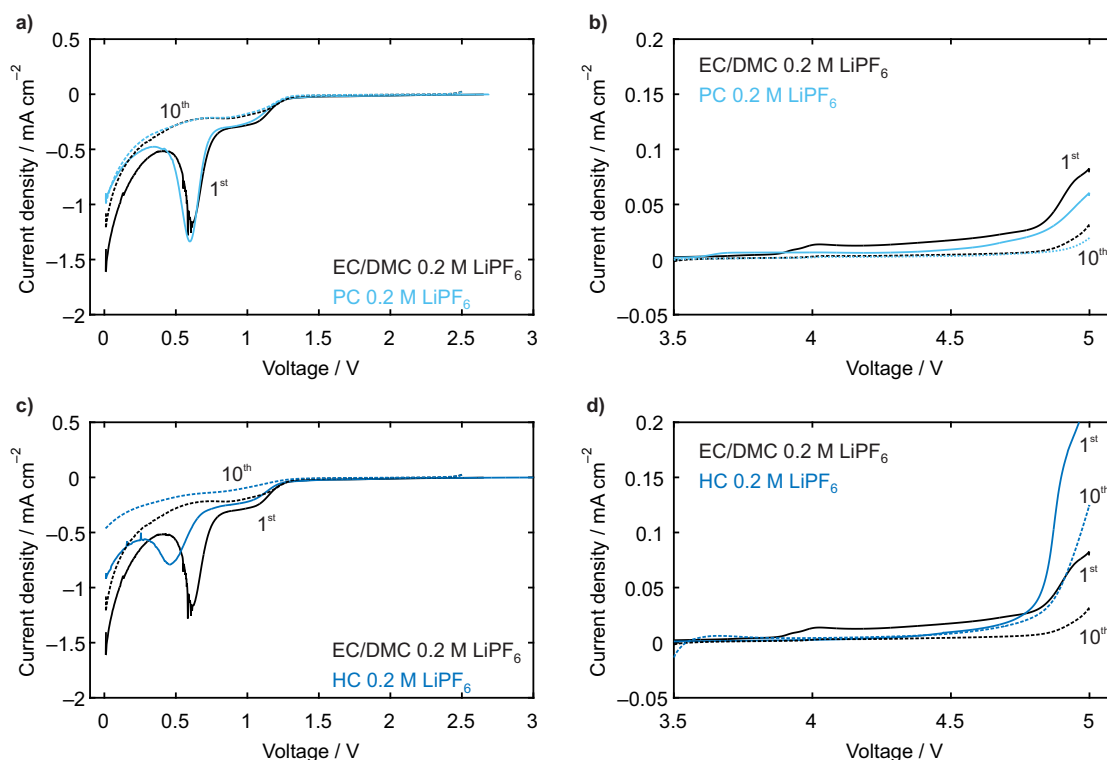 a)
Current density / mA cm⁻²
0.5
0
−0.5
−1
−1.5
−2
10th
1st
EC/DMC 0.2 M LiPF₆
PC 0.2 M LiPF₆
0 0.5 1 1.5 2 2.5 3
Voltage / V
b)
Current density / mA cm⁻²
0.2
0.15
0.1
0.05
0
−0.05
EC/DMC 0.2 M LiPF₆
PC 0.2 M LiPF₆
1st
10th
3.5 4 4.5 5
Voltage / V
c)
Current density / mA cm⁻²
0.5
0
−0.5
−1
−1.5
−2
10th
1st
EC/DMC 0.2 M LiPF₆
HC 0.2 M LiPF₆
0 0.5 1 1.5 2 2.5 3
Voltage / V
d)
Current density / mA cm⁻²
0.2
0.15
0.1
0.05
0
−0.05
EC/DMC 0.2 M LiPF₆
HC 0.2 M LiPF₆
1st
10th
1st
10th
3.5 4 4.5 5
Voltage / V